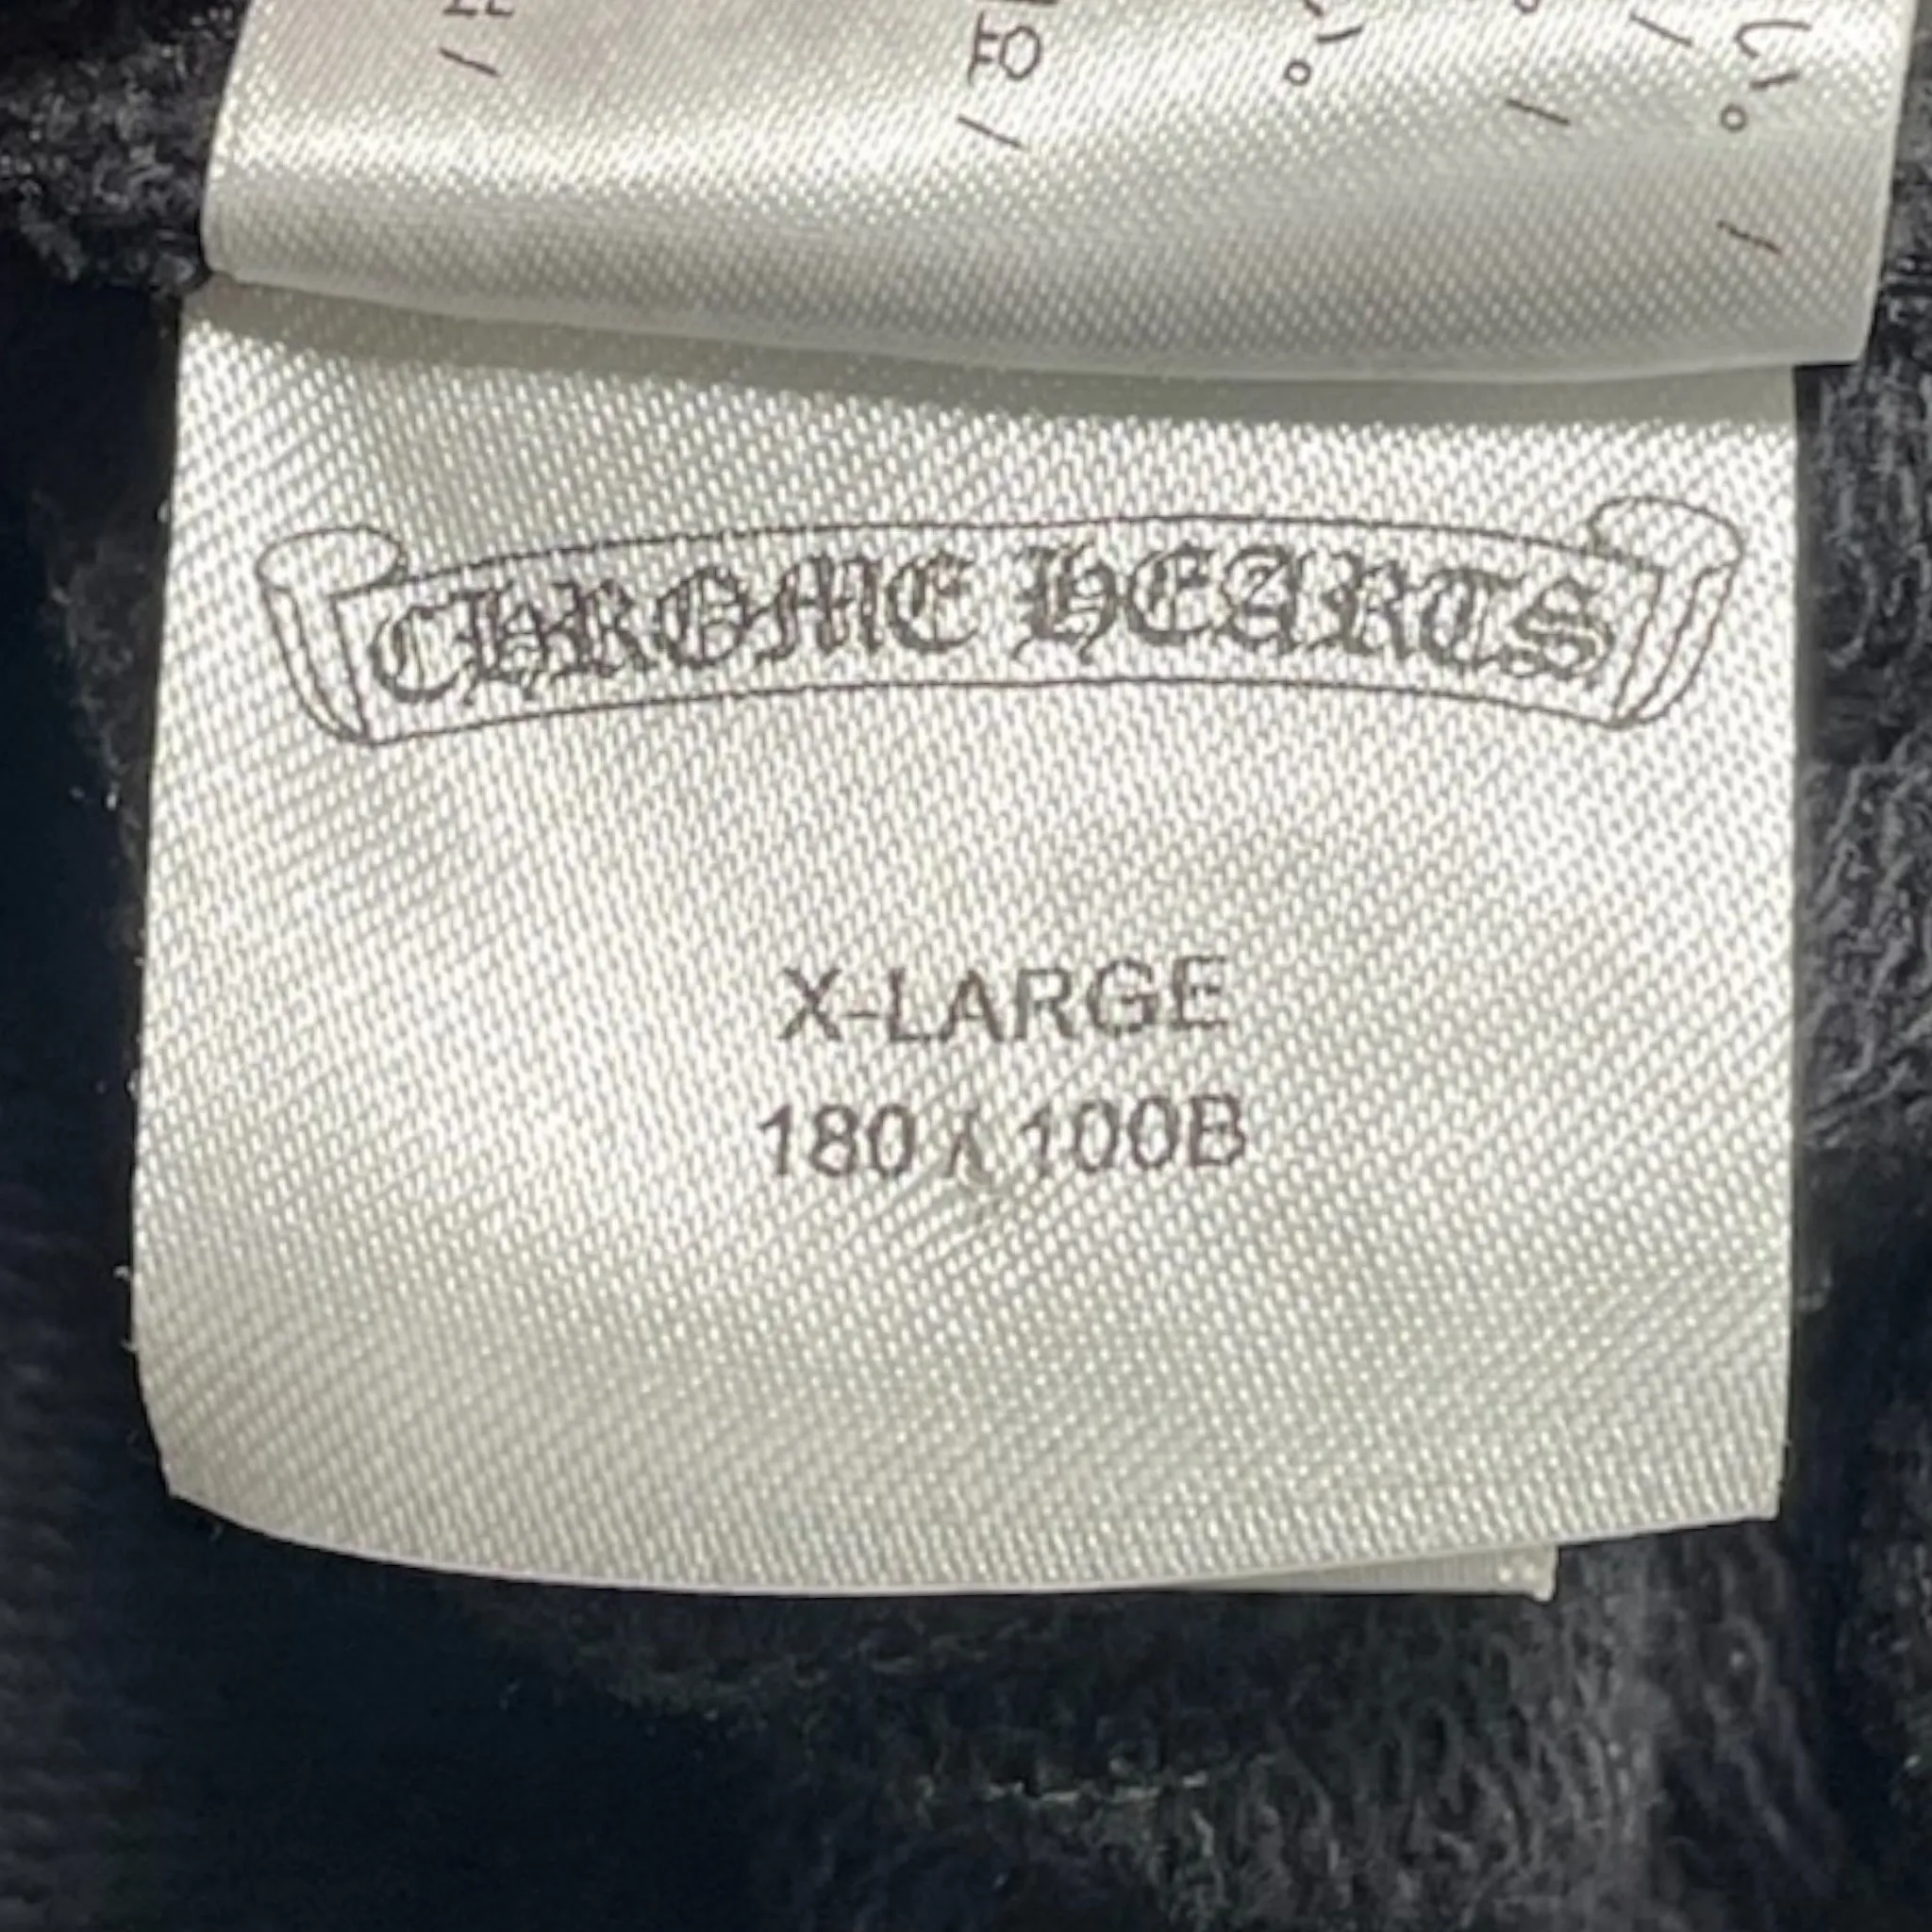 CHROME HEARTS
X-LARGE
180 / 100B